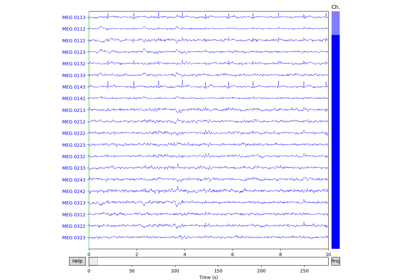 Ch.
MEG 0113
MEG 0112
MEG 0122
MEG 0123
MEG 0132
MEG 0133
MEG 0143
MEG 0142
MEG 0213
MEG 0212
MEG 0222
MEG 0223
MEG 0232
MEG 0233
MEG 0243
MEG 0242
MEG 0313
MEG 0312
MEG 0322
MEG 0323
0 2 4 6 8 10
Help
Proj
0 50 100 150 200 250
Time (s)